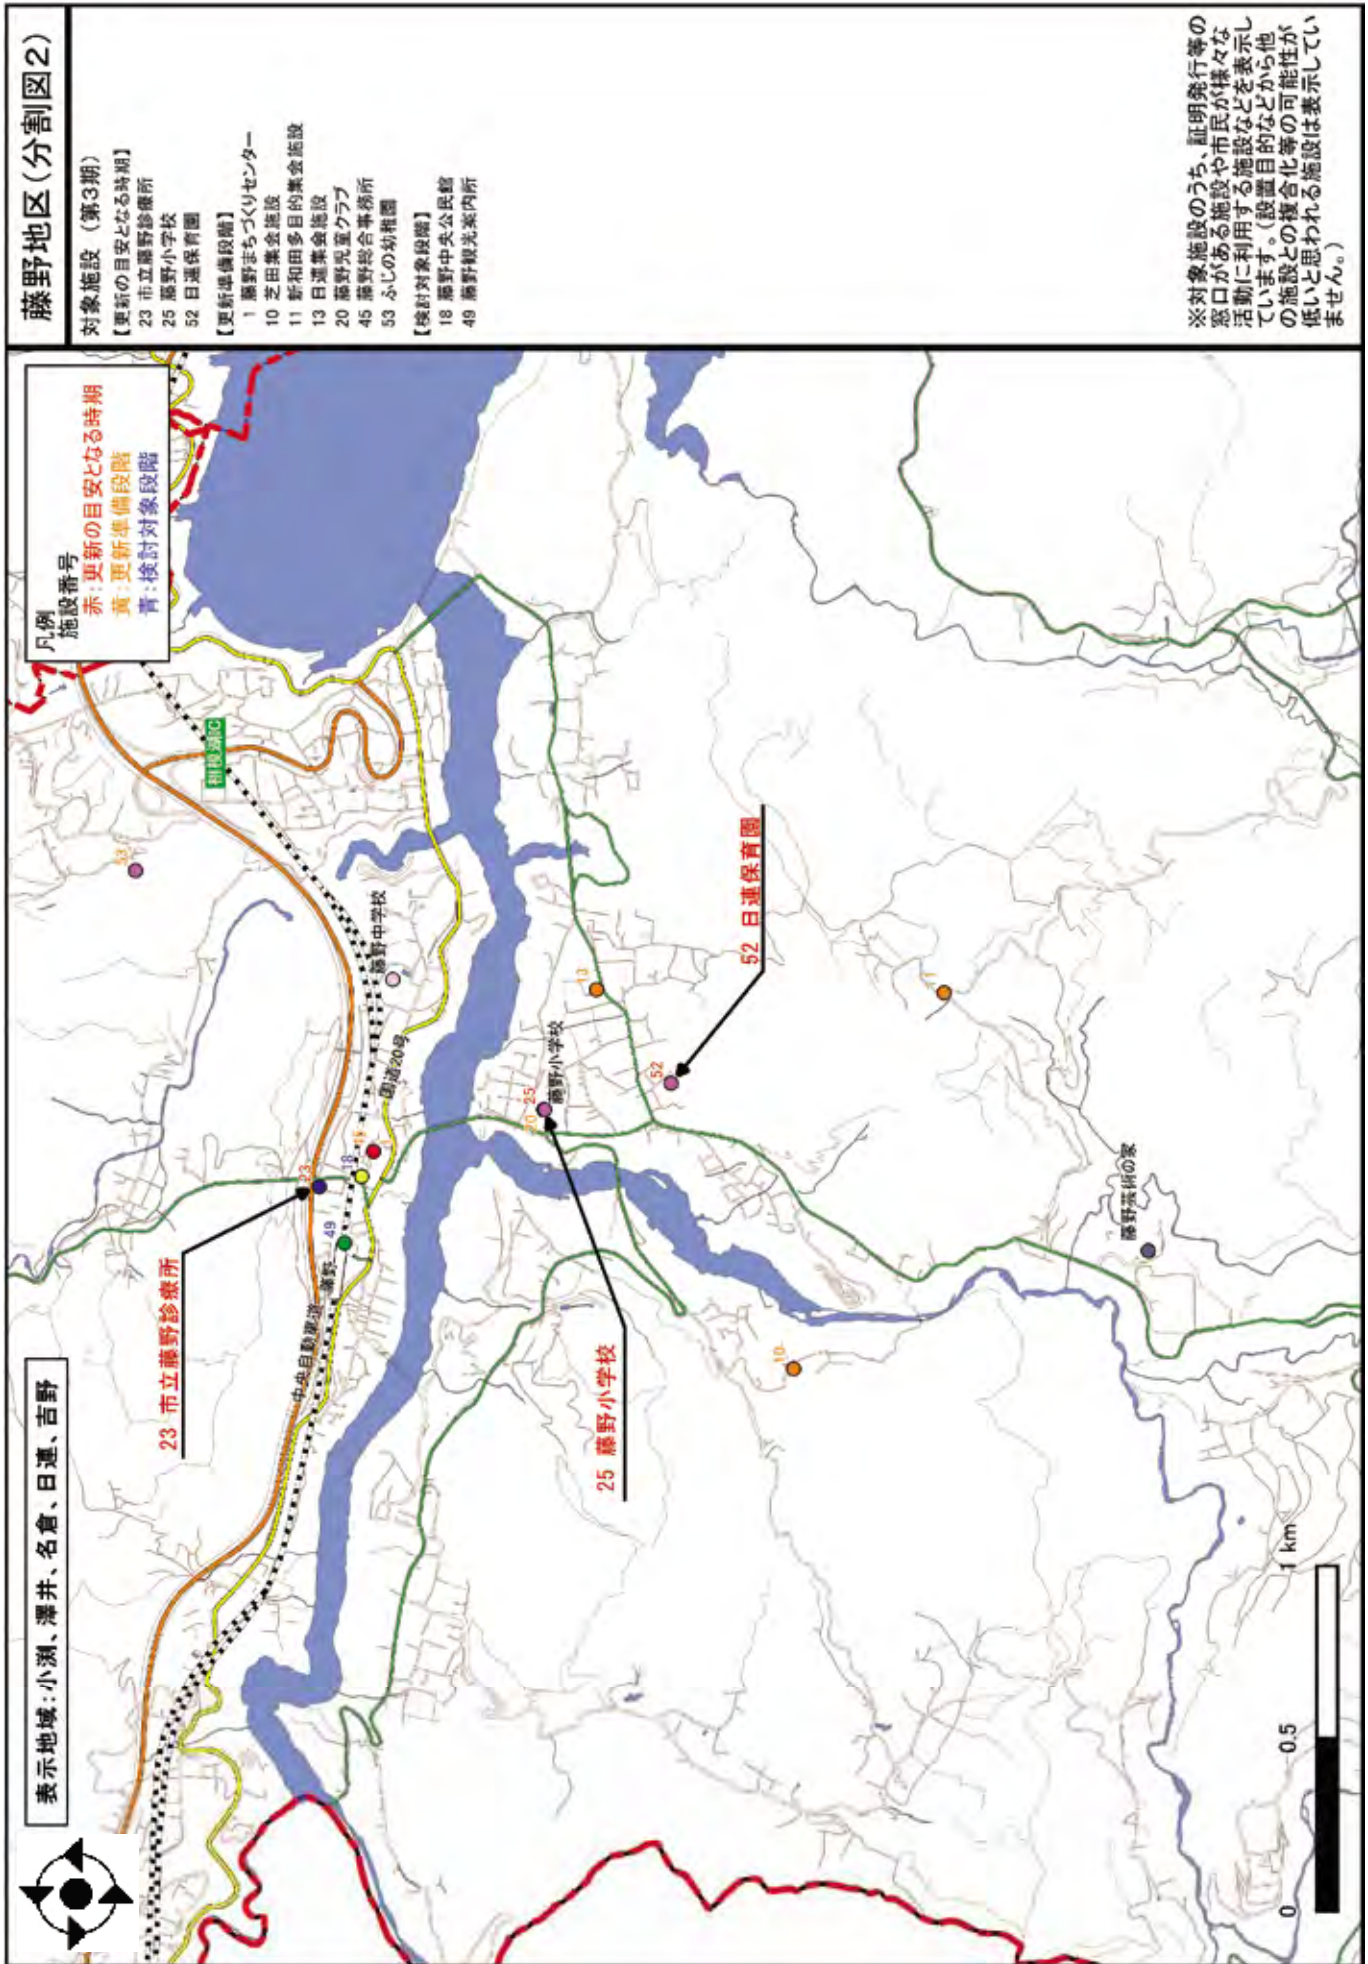 藤野地区(分割図2)
対象施設 (第3期)
【更新の目安となる時期】
23 市立藤野診療所
25 藤野小学校
52 日連保育園
【更新準備段階】
1 藤野まちづくりセンター
10 芝田集会施設
11 新和田多目的集会施設
13 日連集会施設
20 藤野児童クラブ
45 藤野総合事務所
53 ふじの幼稚園
【検討対象段階】
18 藤野中央公民館
49 藤野観光案内所
※対象施設のうち、証明発行等の
窓口がある施設や市民が様々な
活動に利用する施設などを表示し
ています。(設置目的などから他
の施設との複合化等の可能性が
低いと思われる施設は表示してい
ません。)
表示地域:小渕、澤井、名倉、日連、吉野
凡例
施設番号
赤:更新の目安となる時期
黄:更新準備段階
青:検討対象段階
相模湖IC
53
藤野中学校
国道20号
23
18
49
藤野
中央自動車道
23 市立藤野診療所
13
藤野小学校
20 25
52
52 日連保育園
25 藤野小学校
10
藤野芸術の家
0 0.5 1 km